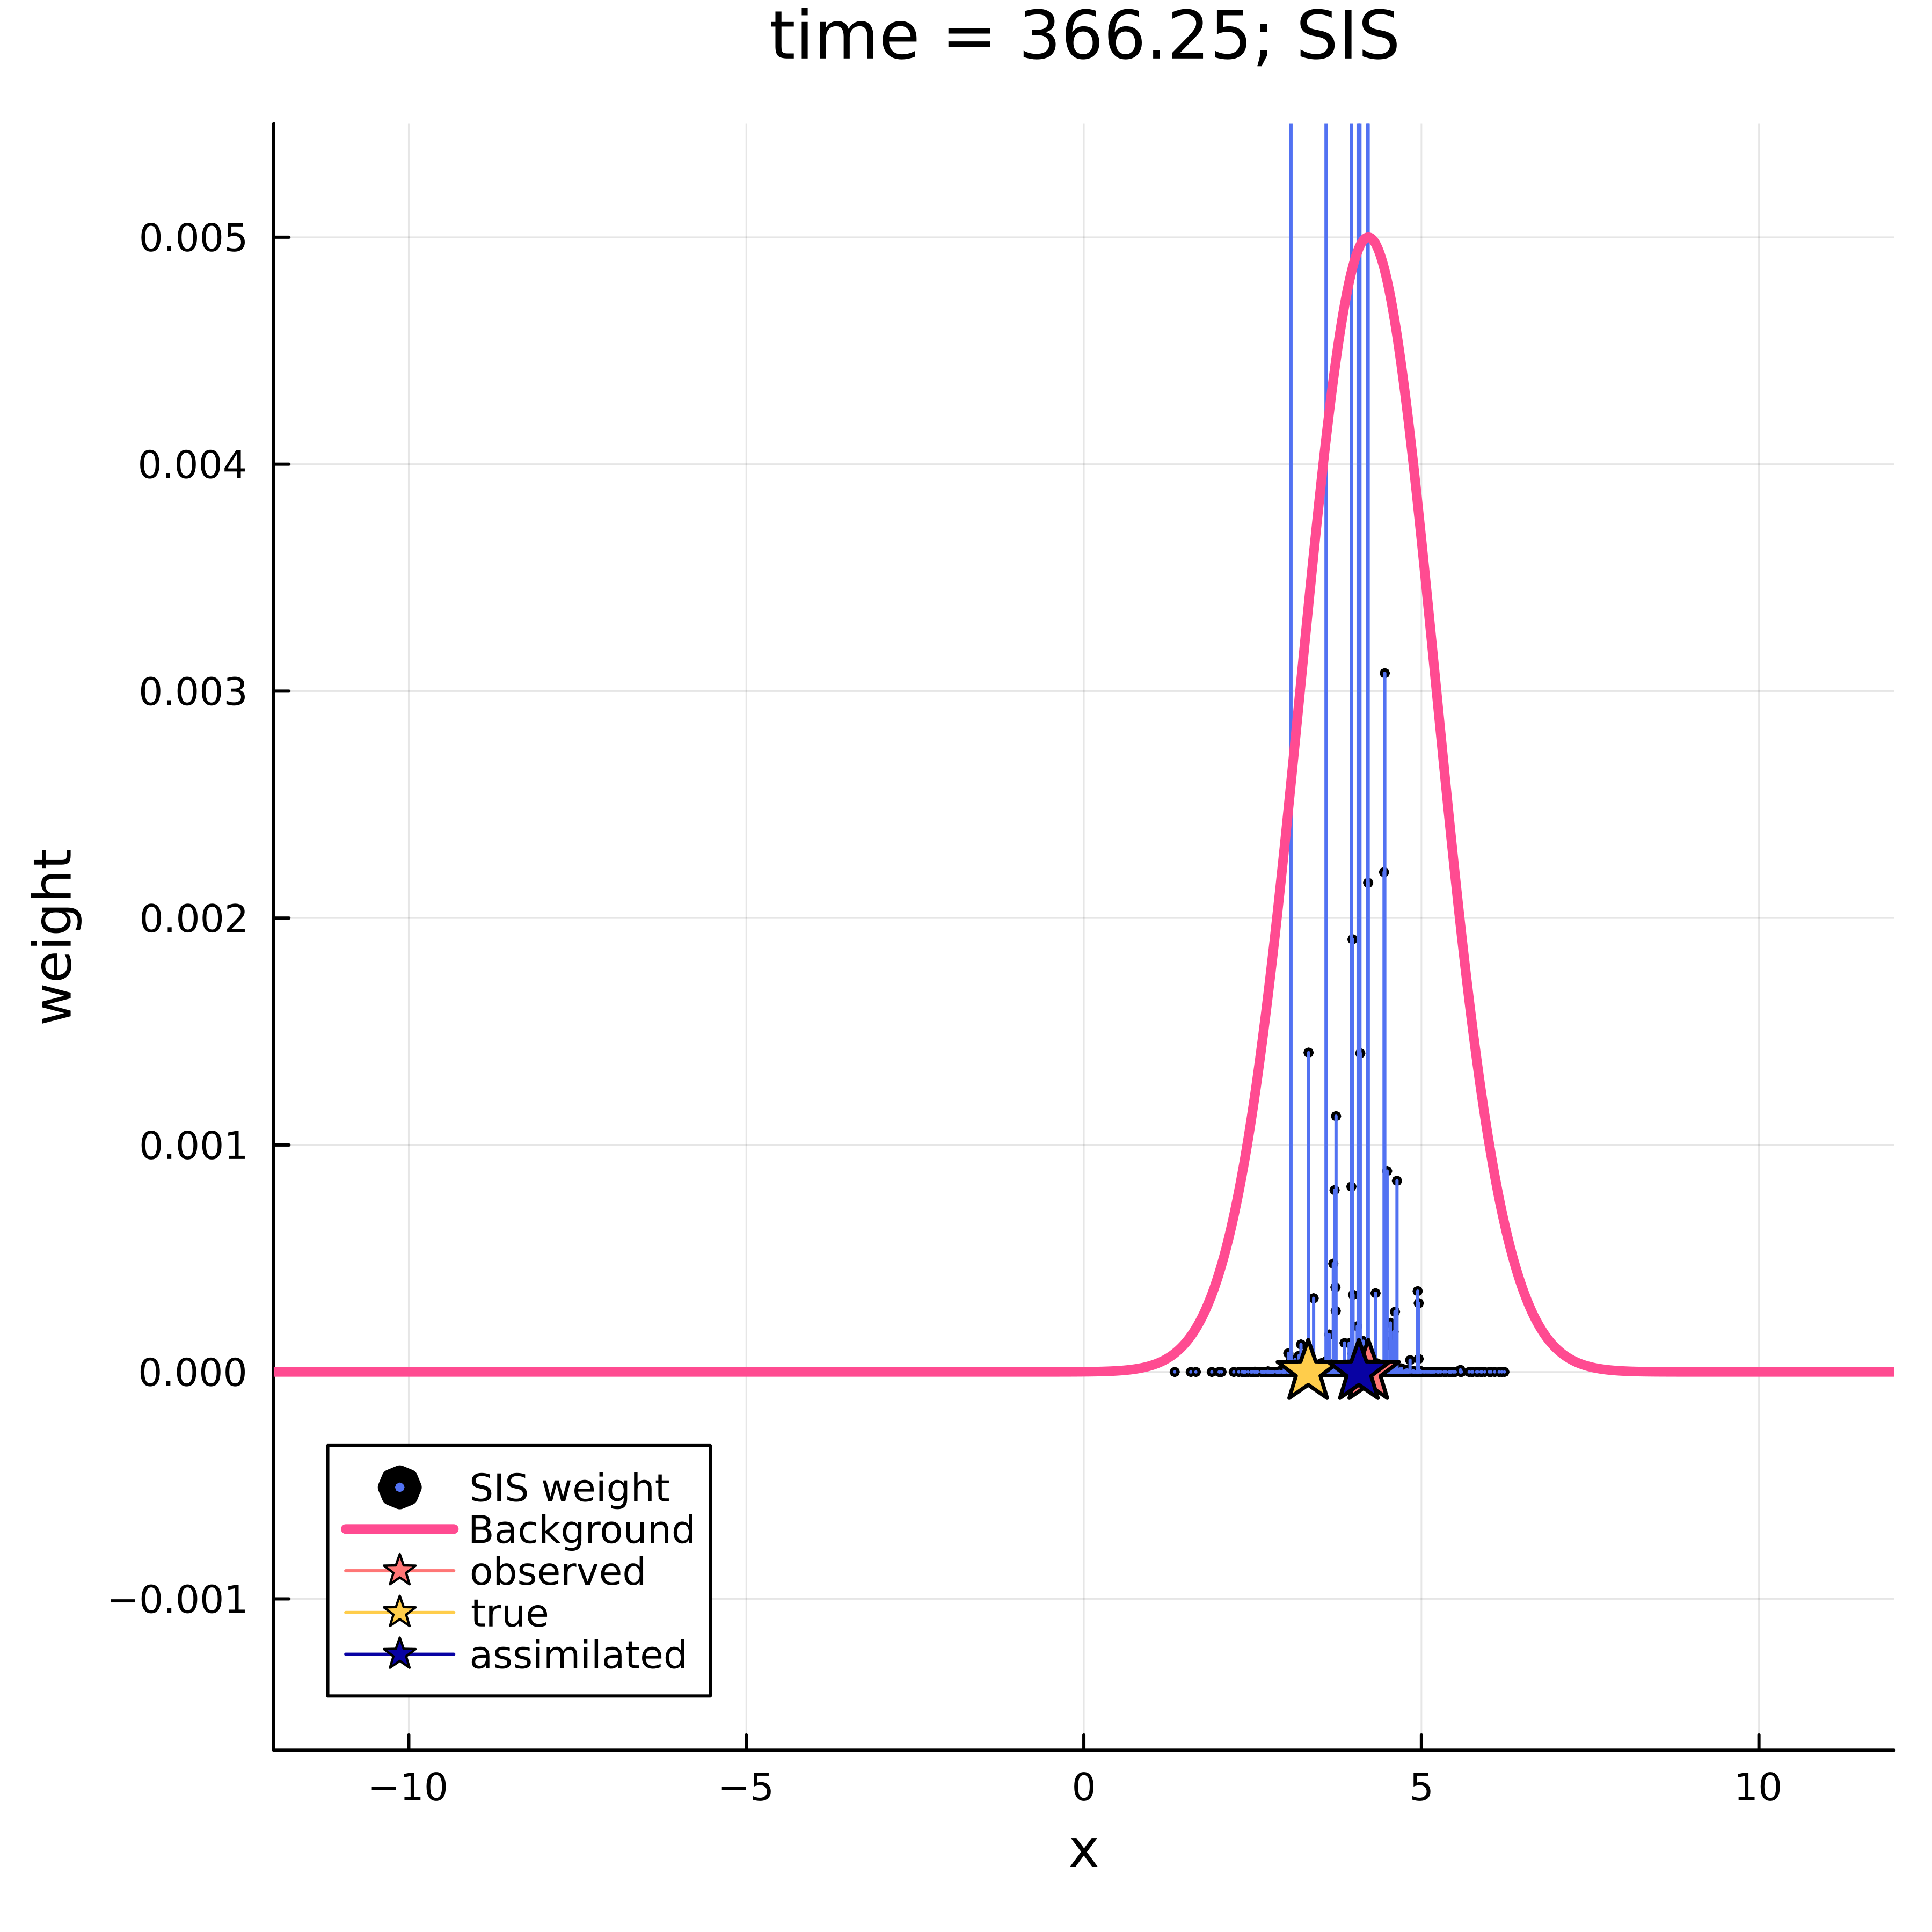 time = 366.25; SIS
weight
0.005
0.004
0.003
0.002
0.001
0.000
−0.001
SIS weight
Background
observed
true
assimilated
−10
−5
0
5
10
x